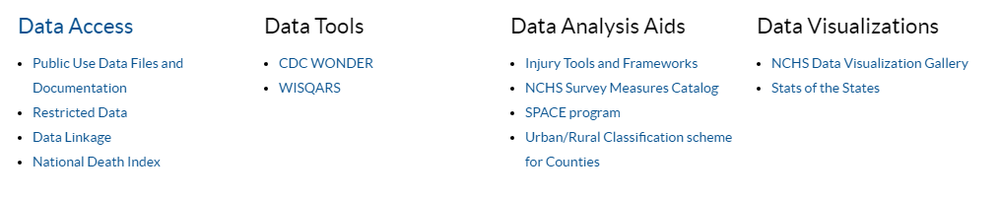 Data Access
Public Use Data Files and
Documentation
Restricted Data
Data Linkage
National Death Index
Data Tools
CDC WONDER
WISQARS
Data Analysis Aids
Injury Tools and Frameworks
NCHS Survey Measures Catalog
SPACE program
Urban/Rural Classification scheme
for Counties
Data Visualizations
NCHS Data Visualization Gallery
Stats of the States